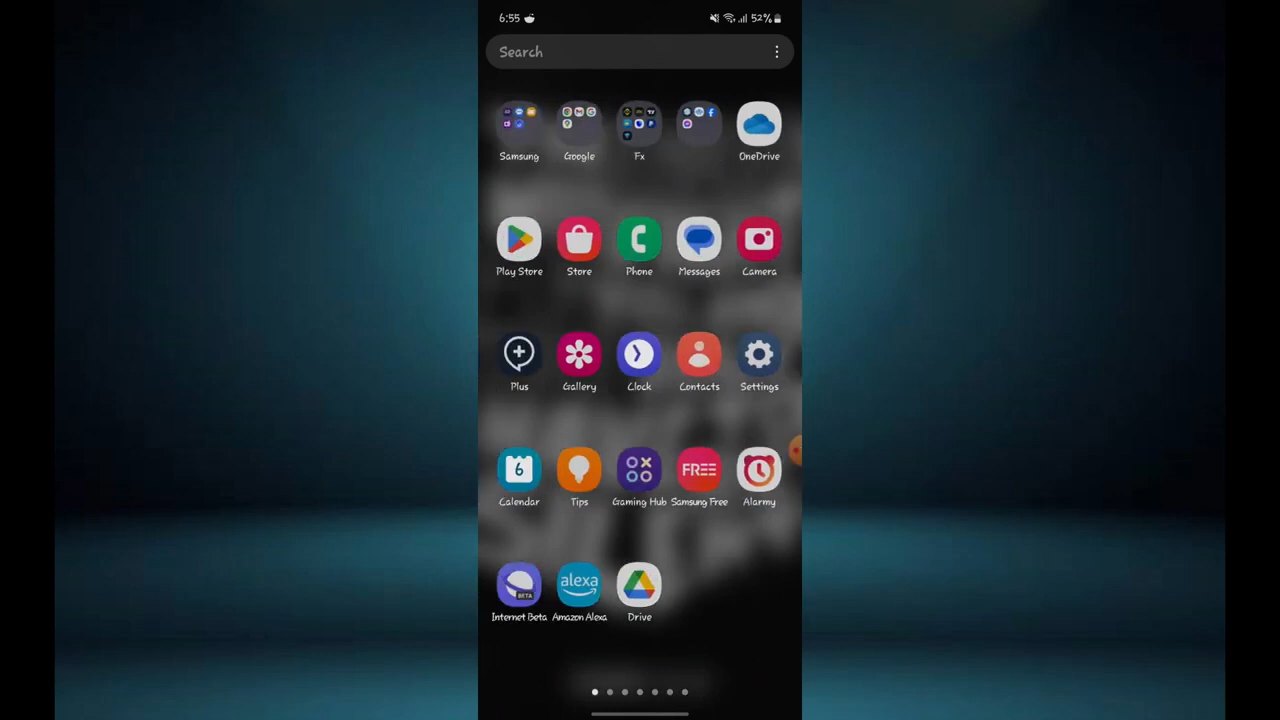 6:55
52%
Search
Samsung
Google
Fx
OneDrive
Play Store
Store
Phone
Messages
Camera
Plus
Gallery
Clock
Contacts
Settings
6
FREE
Calendar
Tips
Gaming Hub
Samsung Free
Alarmy
BETA
alexa
Internet Beta
Amazon Alexa
Drive